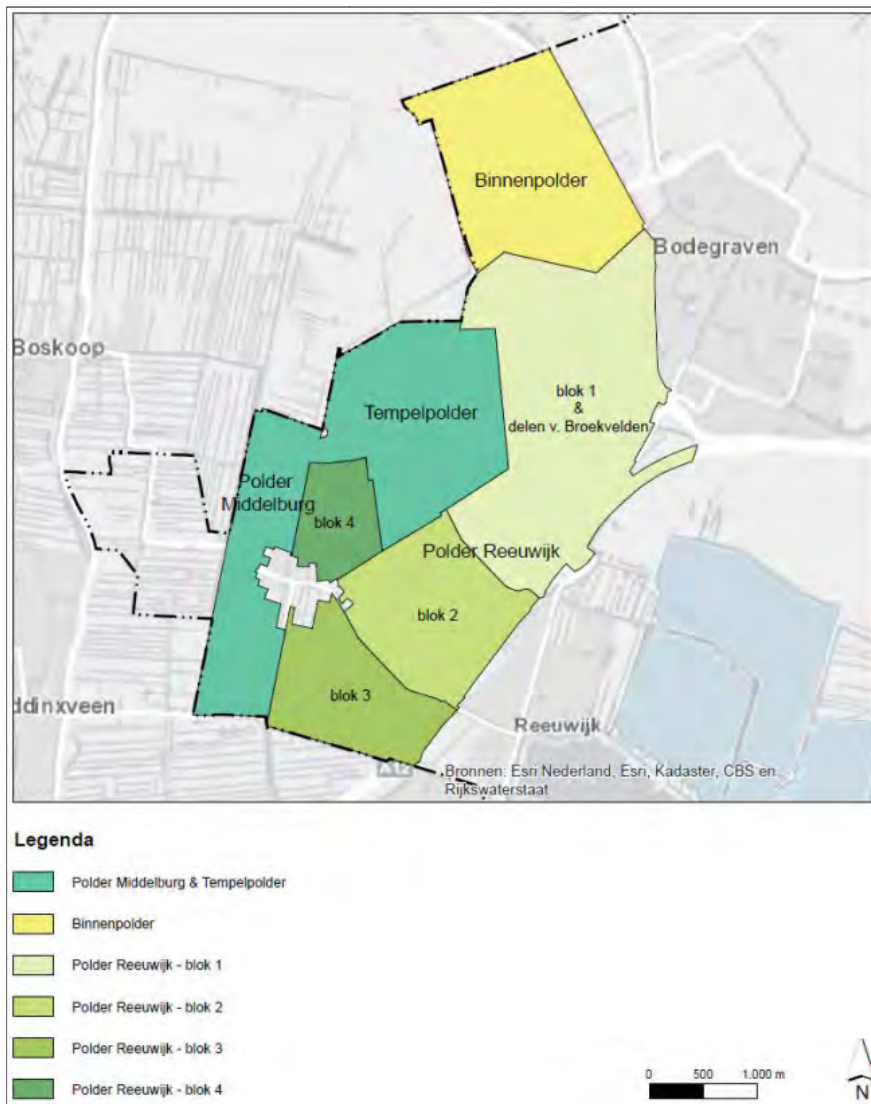 Binnenpolder
Bodegraven
Boskoop
blok 1
&
delen v. Broekvelden
Tempelpolder
Polder
Middelburg
blok 4
Polder Reeuwijk
blok 2
blok 3
ddinxveen
Reeuwijk
A12
Bronnen: Esri Nederland, Esri, Kadaster, CBS en
Rijkswaterstaat
Legenda
Polder Middelburg & Tempelpolder
Binnenpolder
Polder Reeuwijk - blok 1
Polder Reeuwijk - blok 2
Polder Reeuwijk - blok 3
Polder Reeuwijk - blok 4
0 500 1.000 m
N